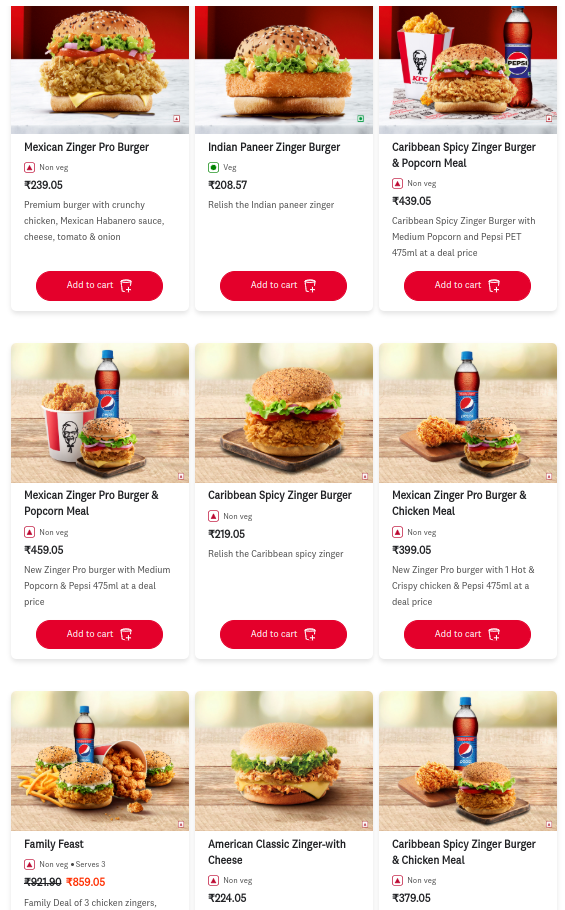 KFC
PEPSI
Mexican Zinger Pro Burger
Non veg
₹239.05
Premium burger with crunchy
chicken, Mexican Habanero sauce,
cheese, tomato & onion
Add to cart
Indian Paneer Zinger Burger
Veg
₹208.57
Relish the Indian paneer zinger
Add to cart
Caribbean Spicy Zinger Burger
& Popcorn Meal
Non veg
₹439.05
Caribbean Spicy Zinger Burger with
Medium Popcorn and Pepsi PET
475ml at a deal price
Add to cart
Mexican Zinger Pro Burger &
Popcorn Meal
Non veg
₹459.05
New Zinger Pro burger with Medium
Popcorn & Pepsi 475ml at a deal
price
Add to cart
Caribbean Spicy Zinger Burger
Non veg
₹219.05
Relish the Caribbean spicy zinger
Add to cart
Mexican Zinger Pro Burger &
Chicken Meal
Non veg
₹399.05
New Zinger Pro burger with 1 Hot &
Crispy chicken & Pepsi 475ml at a
deal price
Add to cart
Family Feast
Non veg • Serves 3
₹921.90 ₹859.05
Family Deal of 3 chicken zingers,
American Classic Zinger-with
Cheese
Non veg
₹224.05
Caribbean Spicy Zinger Burger
& Chicken Meal
Non veg
₹379.05